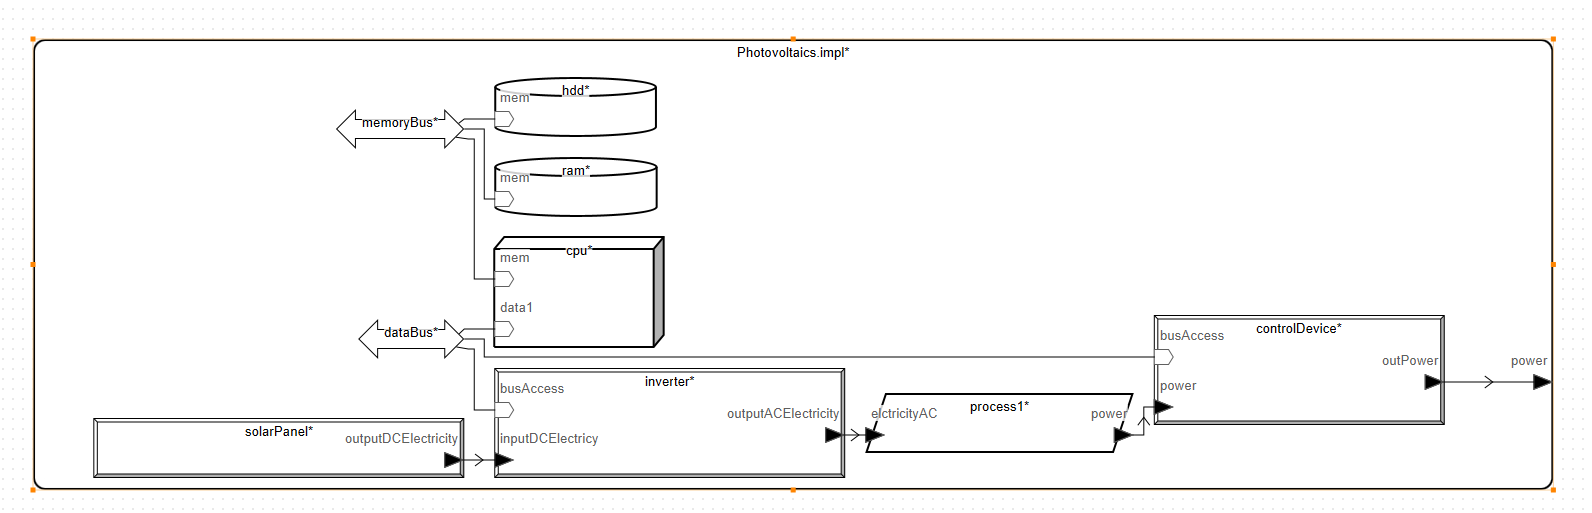 Photovoltaics.impl*
hdd*
mem
memoryBus*
ram*
mem
cpu*
mem
data1
dataBus*
controlDevice*
busAccess
outPower
power
power
inverter*
busAccess
outputACElectricity
inputDCElectricy
process1*
elctricityAC
power
solarPanel*
outputDCElectricity